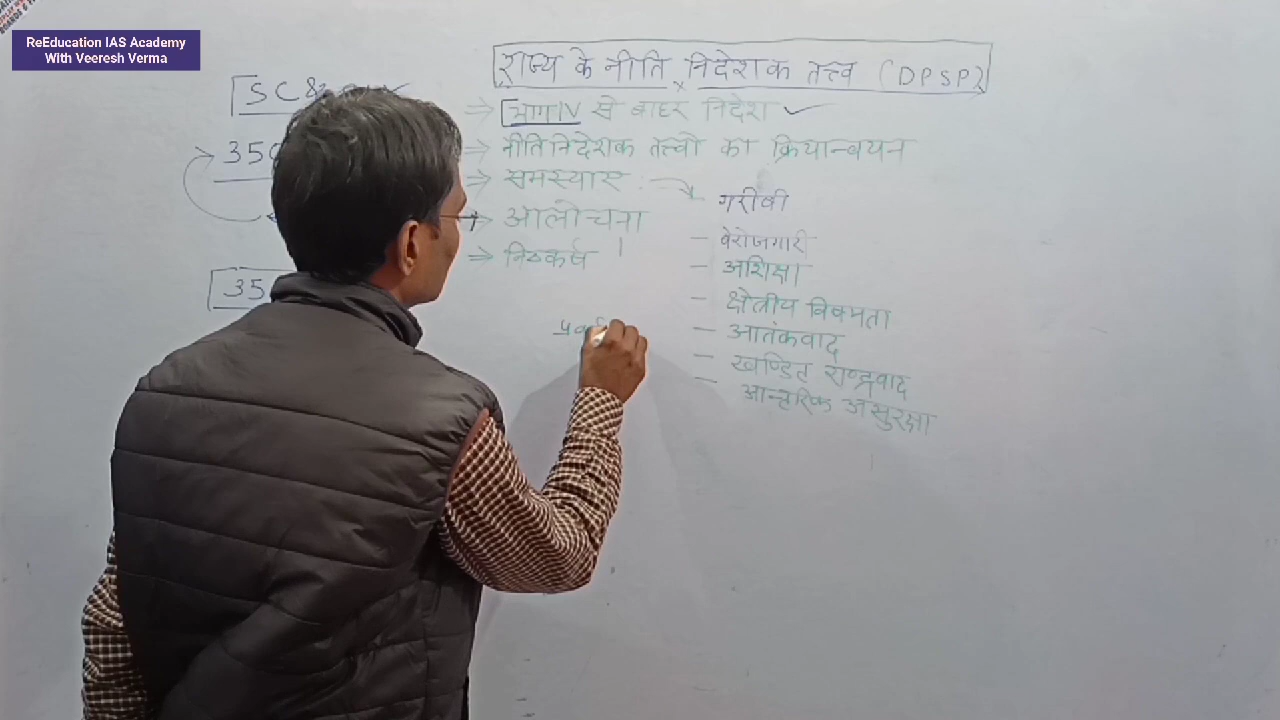 ReEducation IAS Academy
With Veeresh Verma
राज्य के नीति निदेशक तत्त्व (DPSP)
SC &
⇒ भाग IV से बाहर निदेश ✓
350
⇒ नीति निदेशक तत्त्वो का क्रियान्वयन
⇒ समस्याएं
→ गरीबी
⇒ आलोचना
- बेरोजगारी
⇒ निष्कर्ष
- अशिक्षा
35
- क्षेत्रीय विषमता
- आतंकवाद
- खण्डित राष्ट्रवाद
- आन्तरिक असुरक्षा